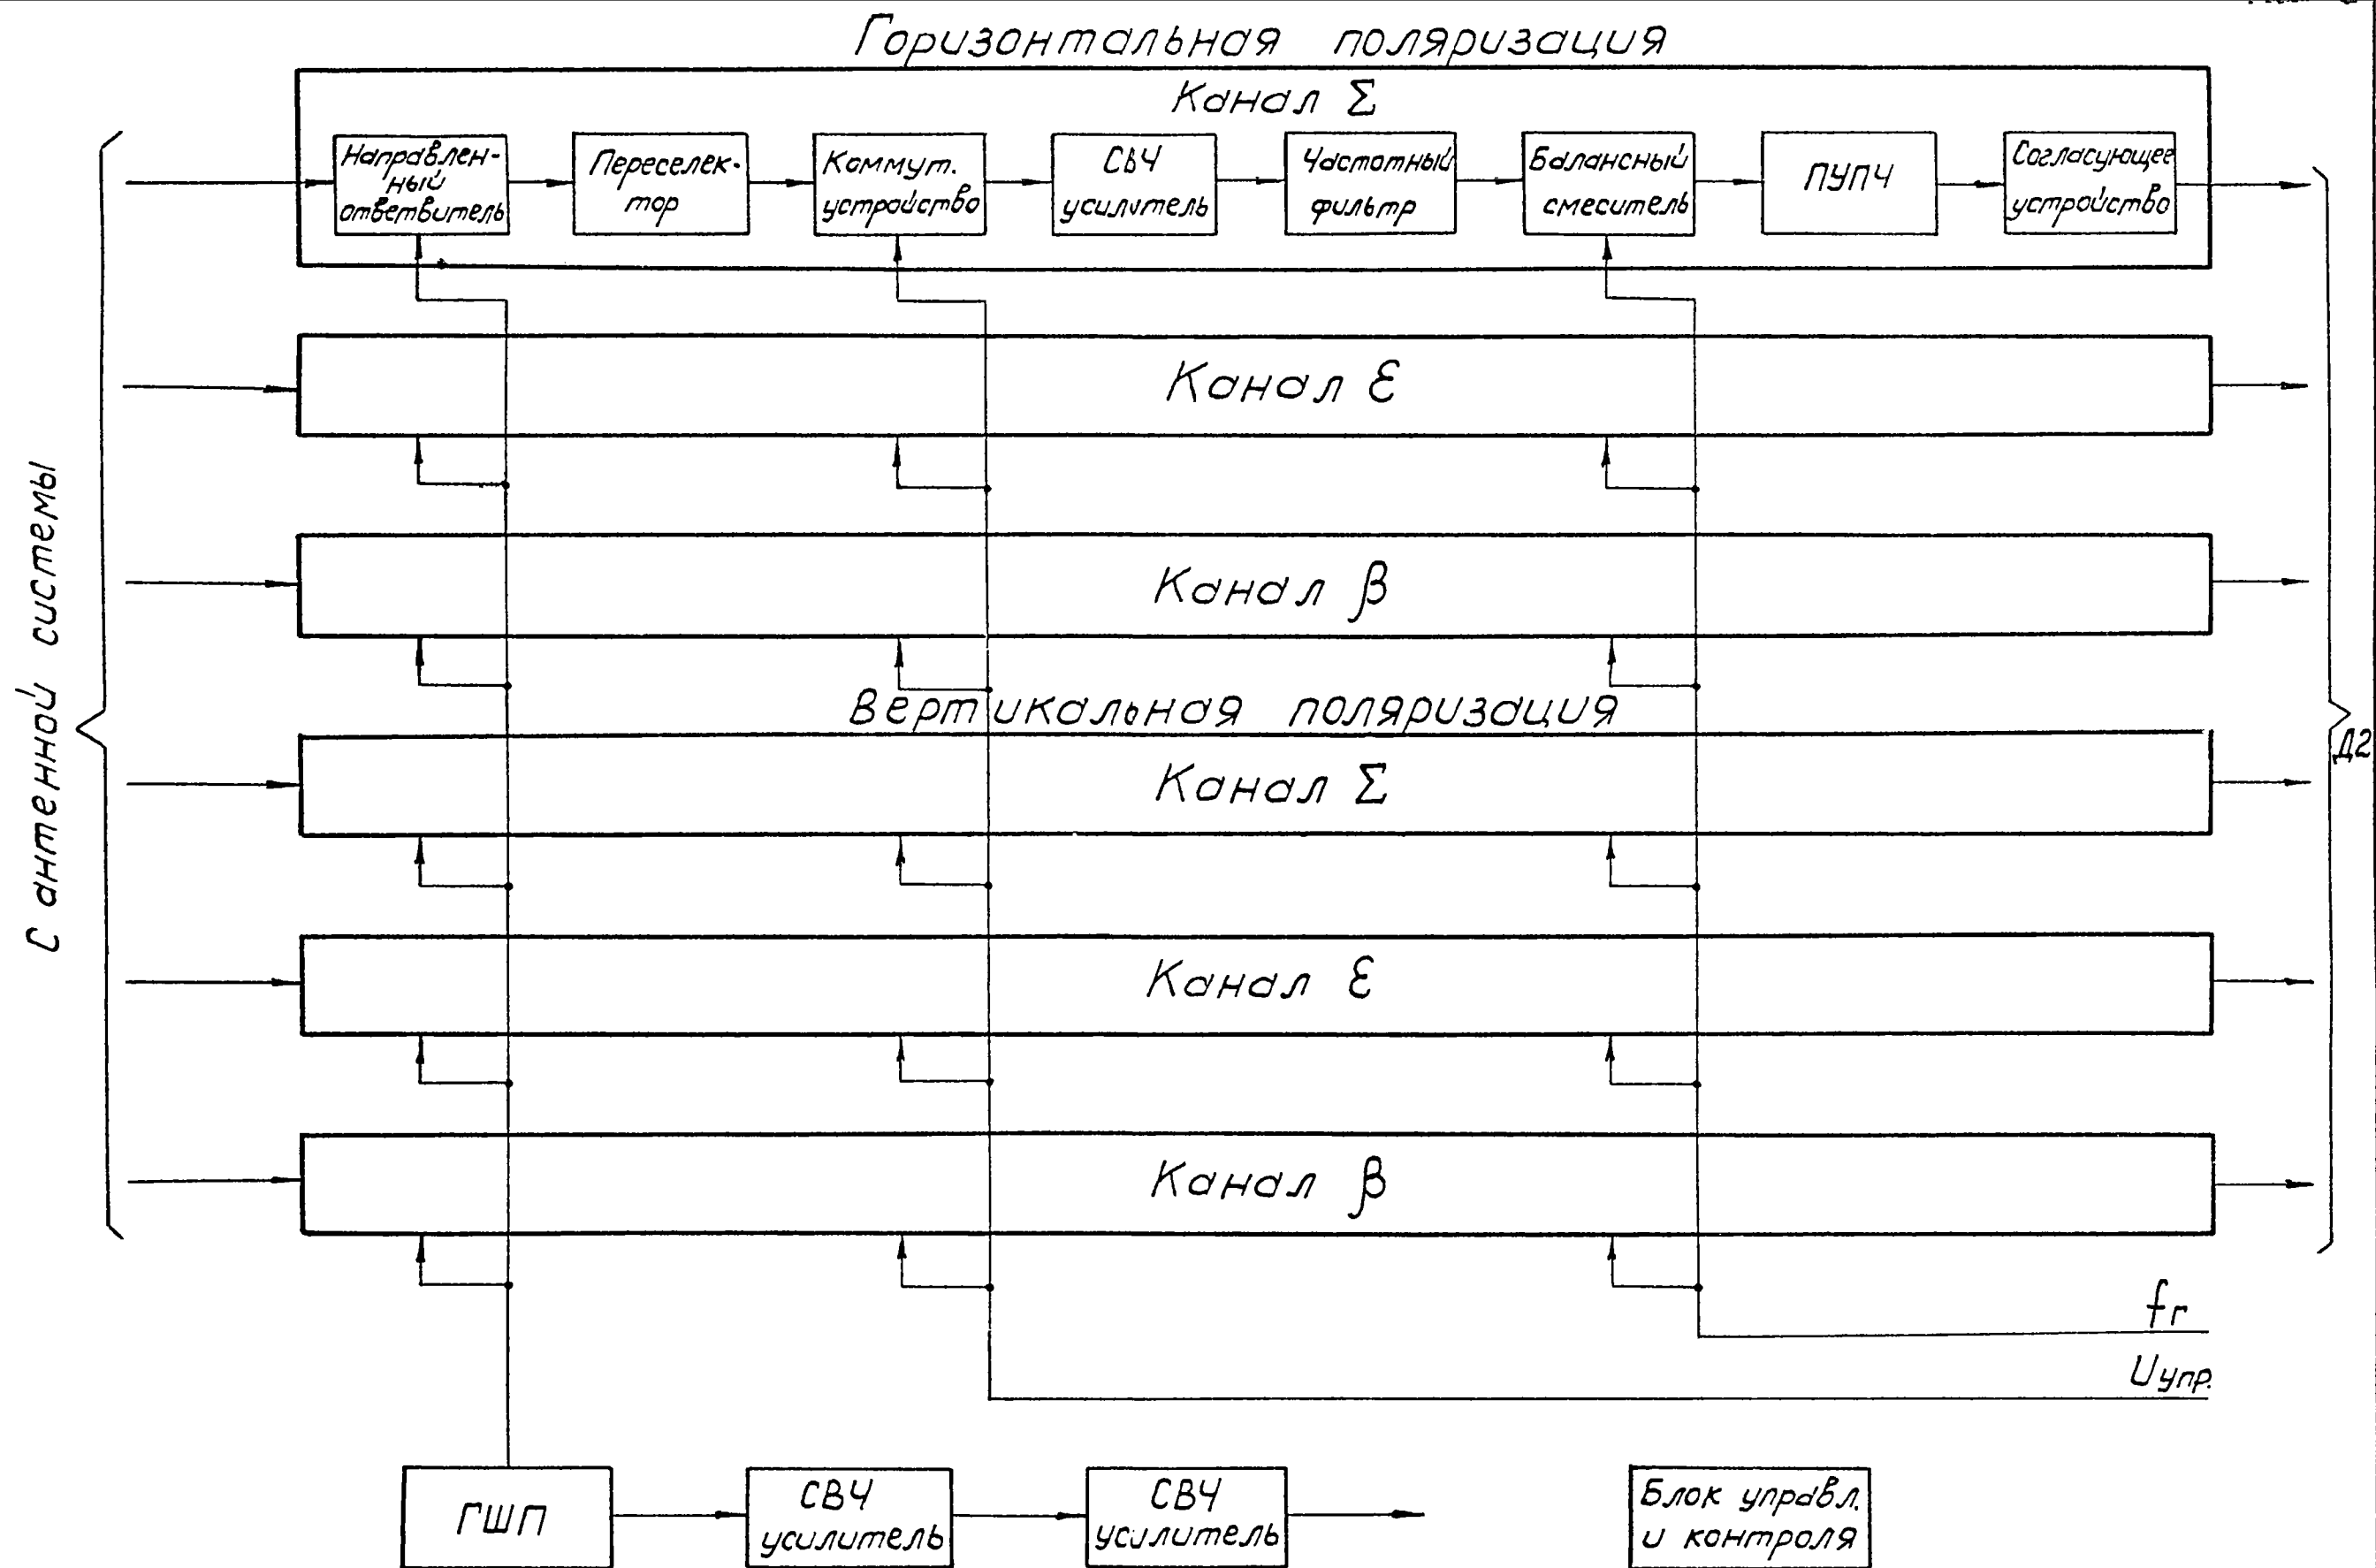 Горизонтальная поляризация
Канал Σ
Направлен-
ный
ответвитель
Переселек-
тор
Коммут.
устройство
СВЧ
усилитель
Частотный
фильтр
Балансный
смеситель
ПУПЧ
Согласующее
устройство
С антенной системы
Канал ε
Канал β
Вертикальная поляризация
Канал Σ
Д2
Канал ε
Канал β
fг
Uупр.
ГШП
СВЧ
усилитель
СВЧ
усилитель
Блок управл.
и контроля